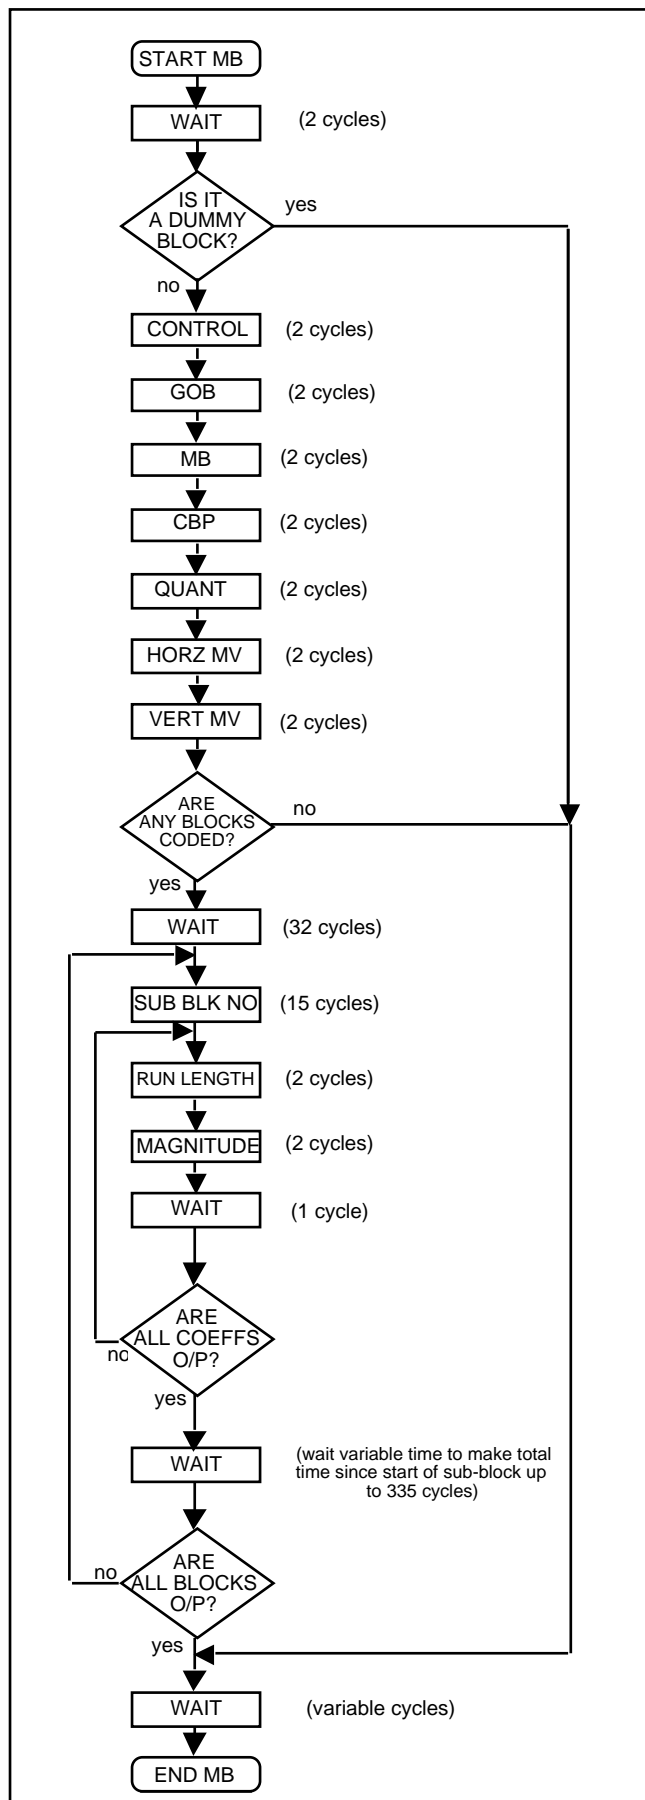 START MB
WAIT (2 cycles)
IS IT
A DUMMY
BLOCK?
yes
no
CONTROL (2 cycles)
GOB (2 cycles)
MB (2 cycles)
CBP (2 cycles)
QUANT (2 cycles)
HORZ MV (2 cycles)
VERT MV (2 cycles)
ARE
ANY BLOCKS
CODED?
no
yes
WAIT (32 cycles)
SUB BLK NO (15 cycles)
RUN LENGTH (2 cycles)
MAGNITUDE (2 cycles)
WAIT (1 cycle)
ARE
ALL COEFFS
O/P?
no
yes
WAIT
(wait variable time to make total
time since start of sub-block up
to 335 cycles)
ARE
ALL BLOCKS
O/P?
no
yes
WAIT (variable cycles)
END MB